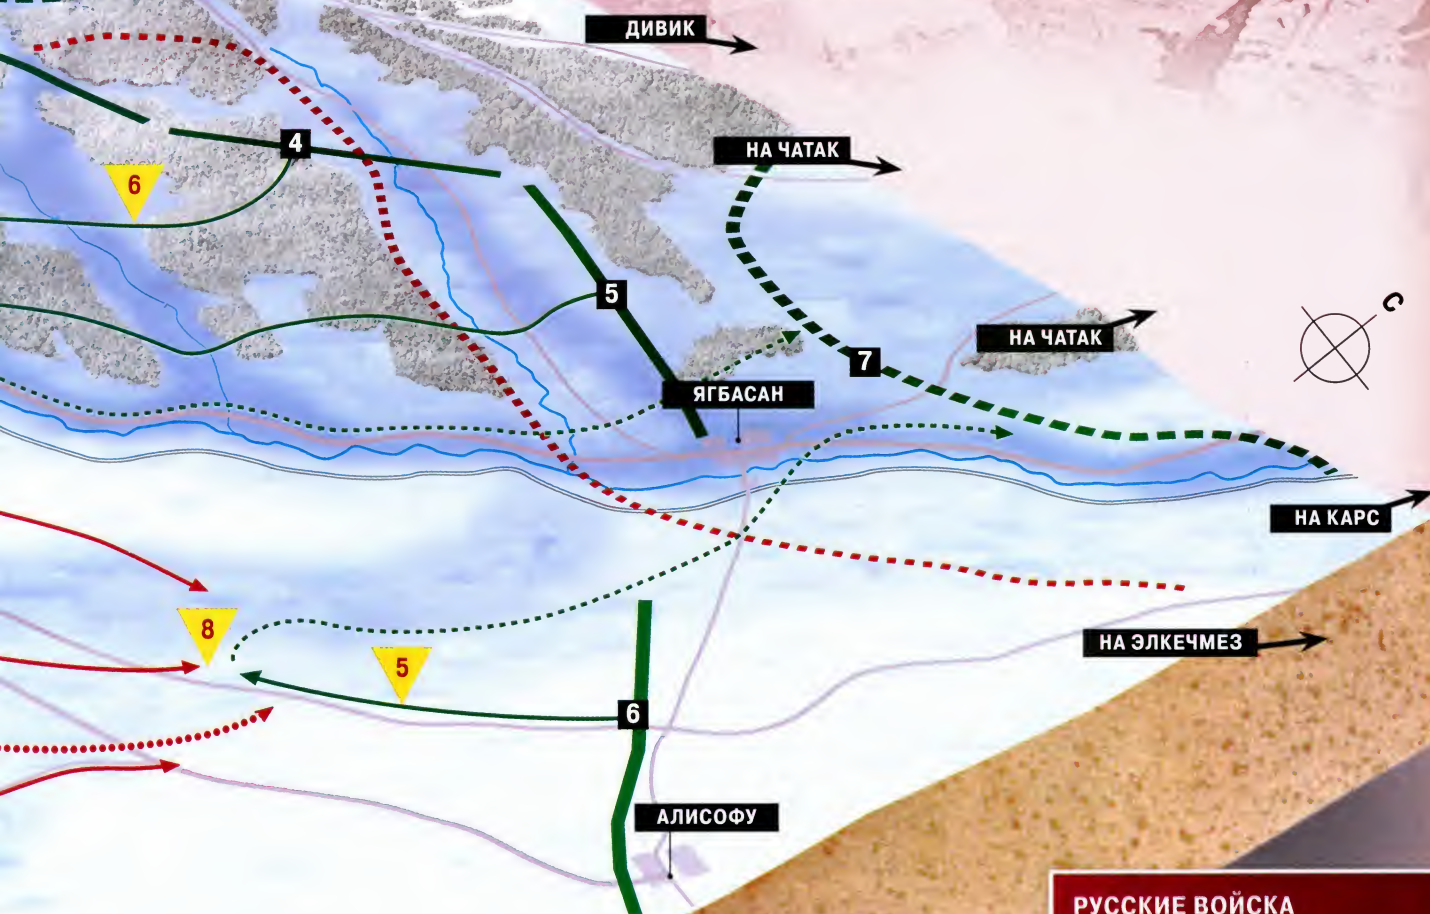 ДИВИК
НА ЧАТАК
4
6
5
НА ЧАТАК
С
7
ЯГБАСАН
НА КАРС
8
НА ЭЛКЕЧМЕЗ
5
6
АЛИСОФУ
РУССКИЕ ВОЙСКА